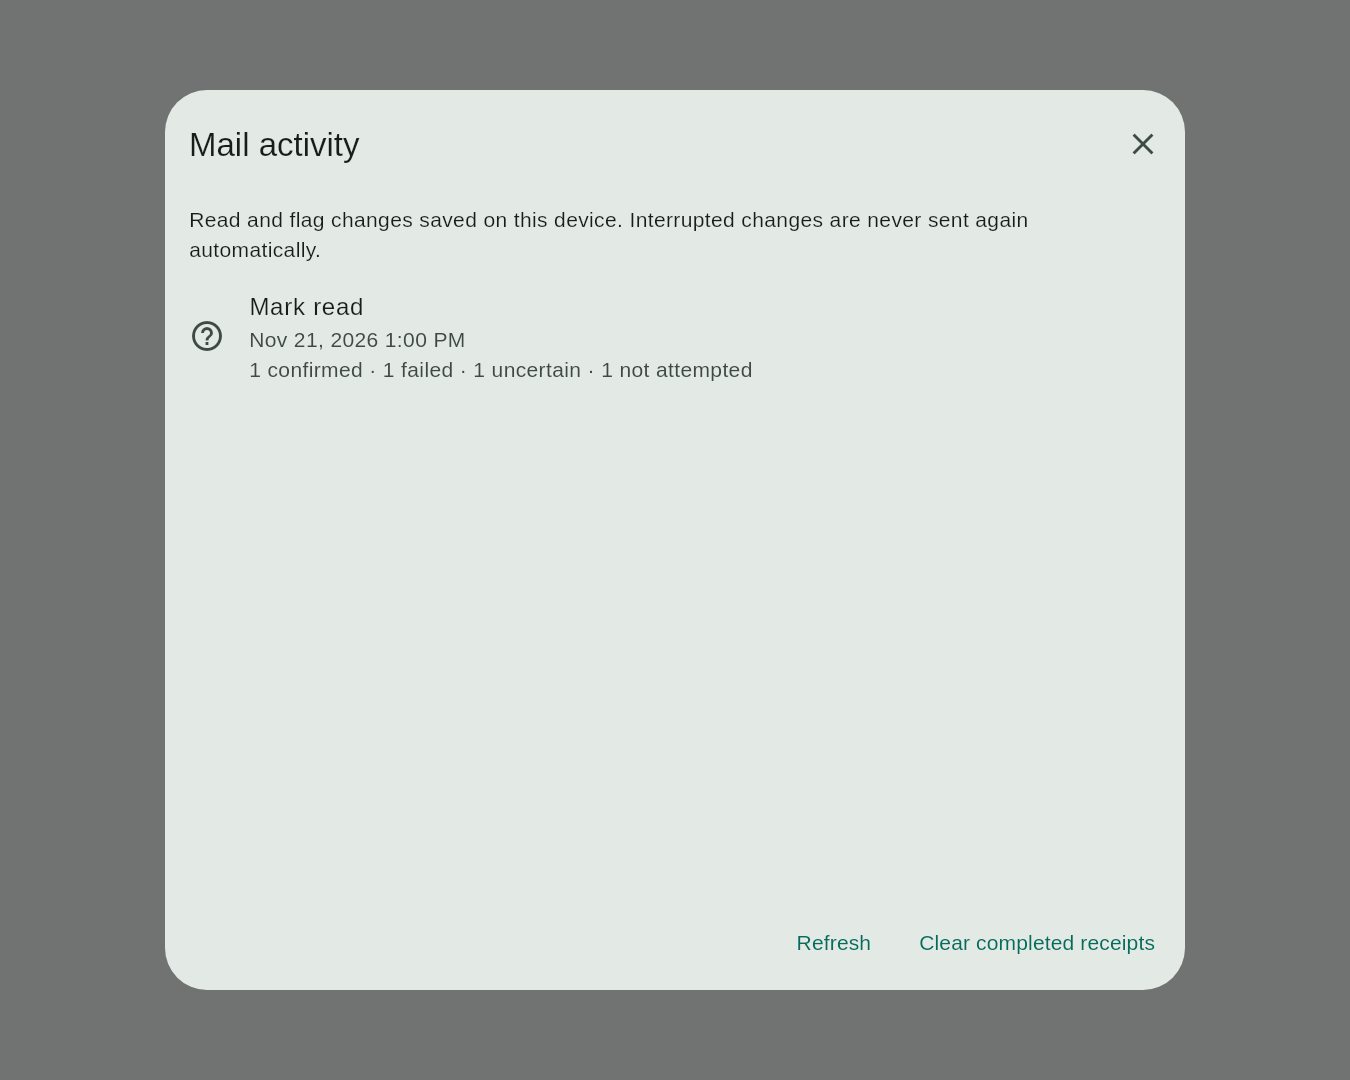 Mail activity
Read and flag changes saved on this device. Interrupted changes are never sent again
automatically.
Mark read
Nov 21, 2026 1:00 PM
1 confirmed · 1 failed · 1 uncertain · 1 not attempted
Refresh
Clear completed receipts